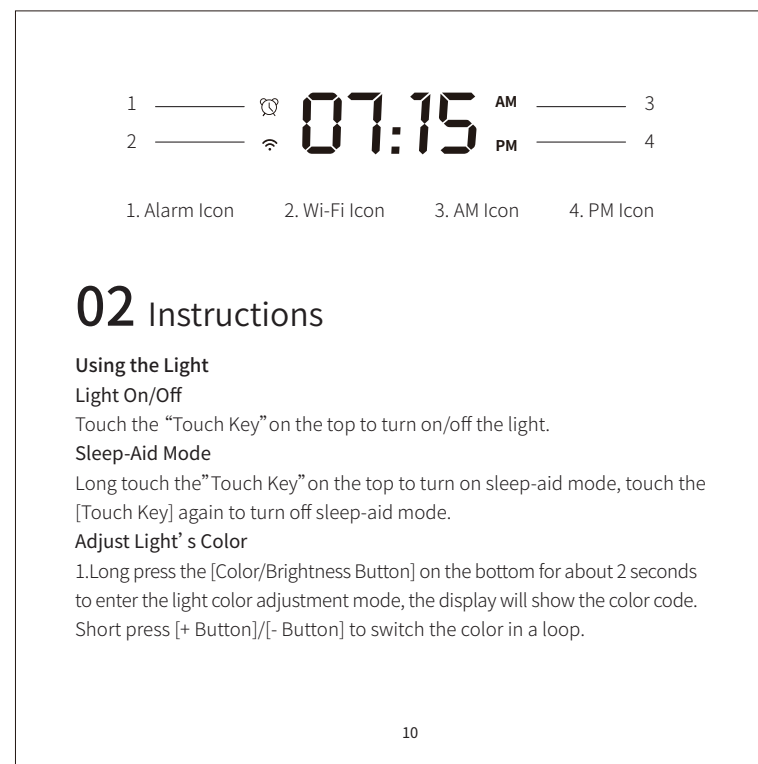 1 07:15 AM 3
2 PM 4
1. Alarm Icon 2. Wi-Fi Icon 3. AM Icon 4. PM Icon
02 Instructions
Using the Light
Light On/Off
Touch the “Touch Key”on the top to turn on/off the light.
Sleep-Aid Mode
Long touch the”Touch Key”on the top to turn on sleep-aid mode, touch the
[Touch Key] again to turn off sleep-aid mode.
Adjust Light’s Color
1.Long press the [Color/Brightness Button] on the bottom for about 2 seconds
to enter the light color adjustment mode, the display will show the color code.
Short press [+ Button]/[- Button] to switch the color in a loop.
10